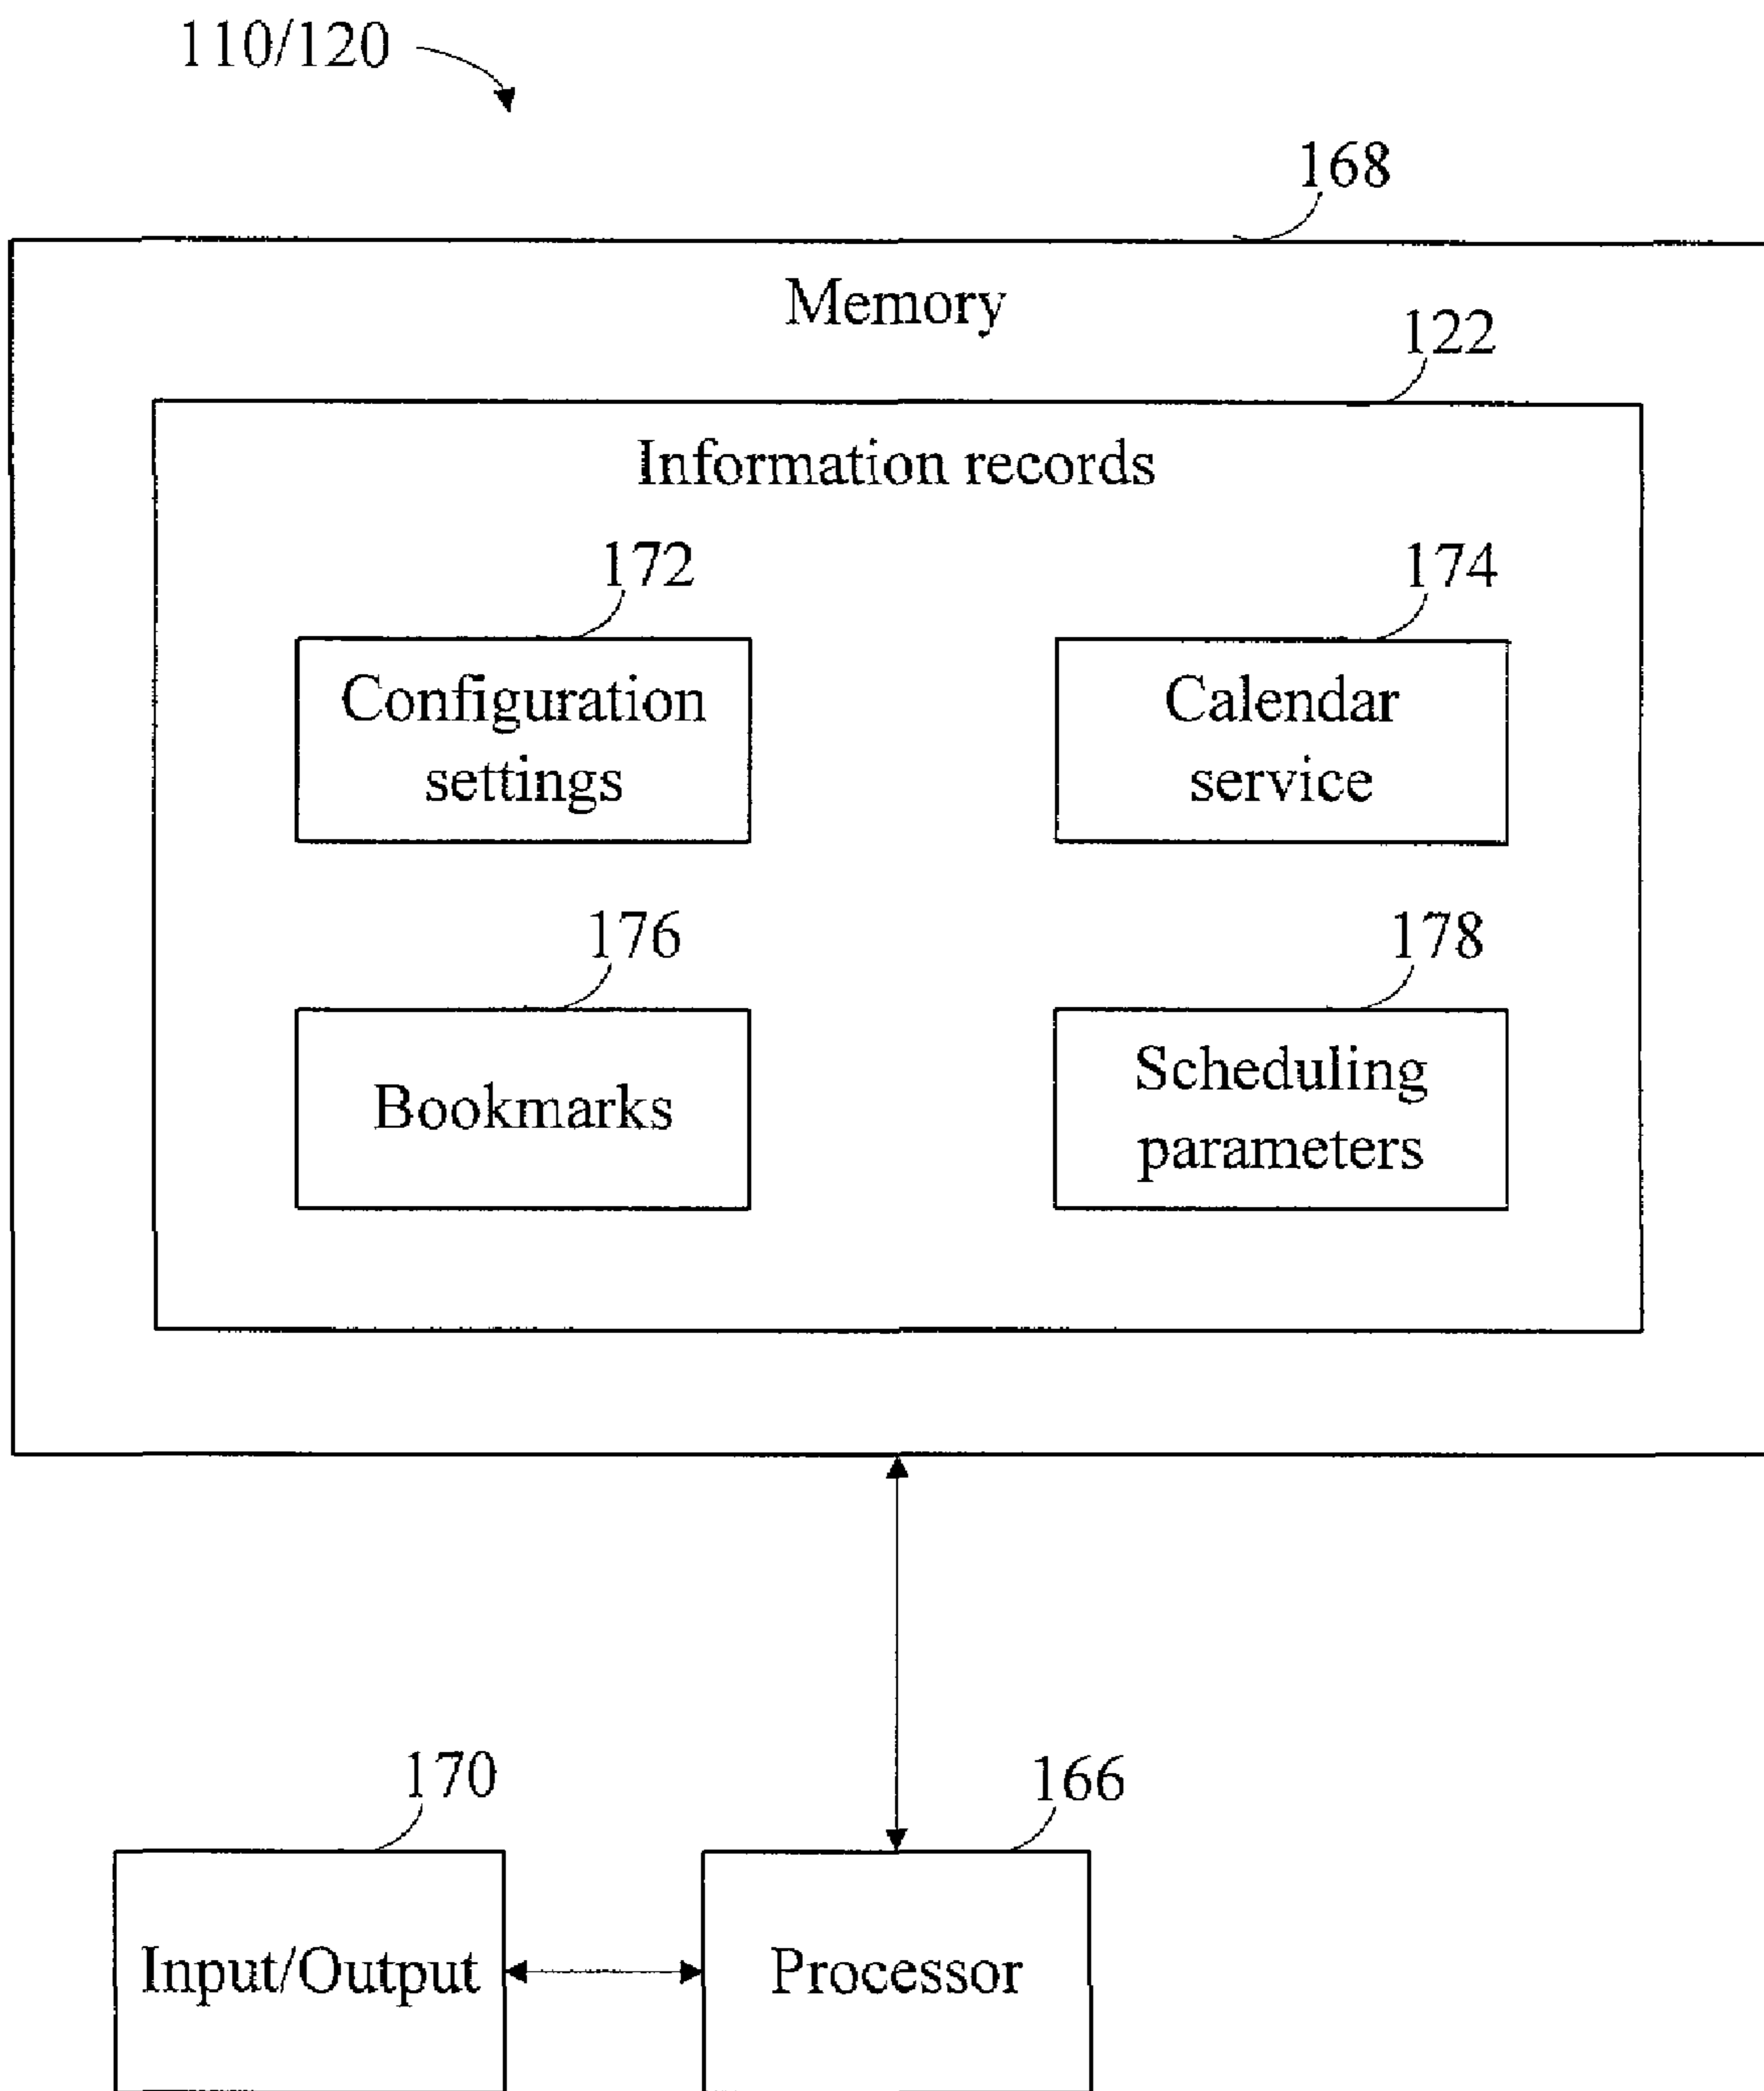 110/120
168
Memory
122
Information records
172
174
Configuration
settings
Calendar
service
176
178
Bookmarks
Scheduling
parameters
170
166
Input/Output
Processor